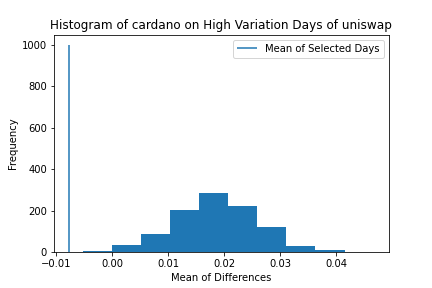 Histogram of cardano on High Variation Days of uniswap
Mean of Selected Days
1000
800
600
400
200
0
Frequency
−0.01 0.00 0.01 0.02 0.03 0.04
Mean of Differences